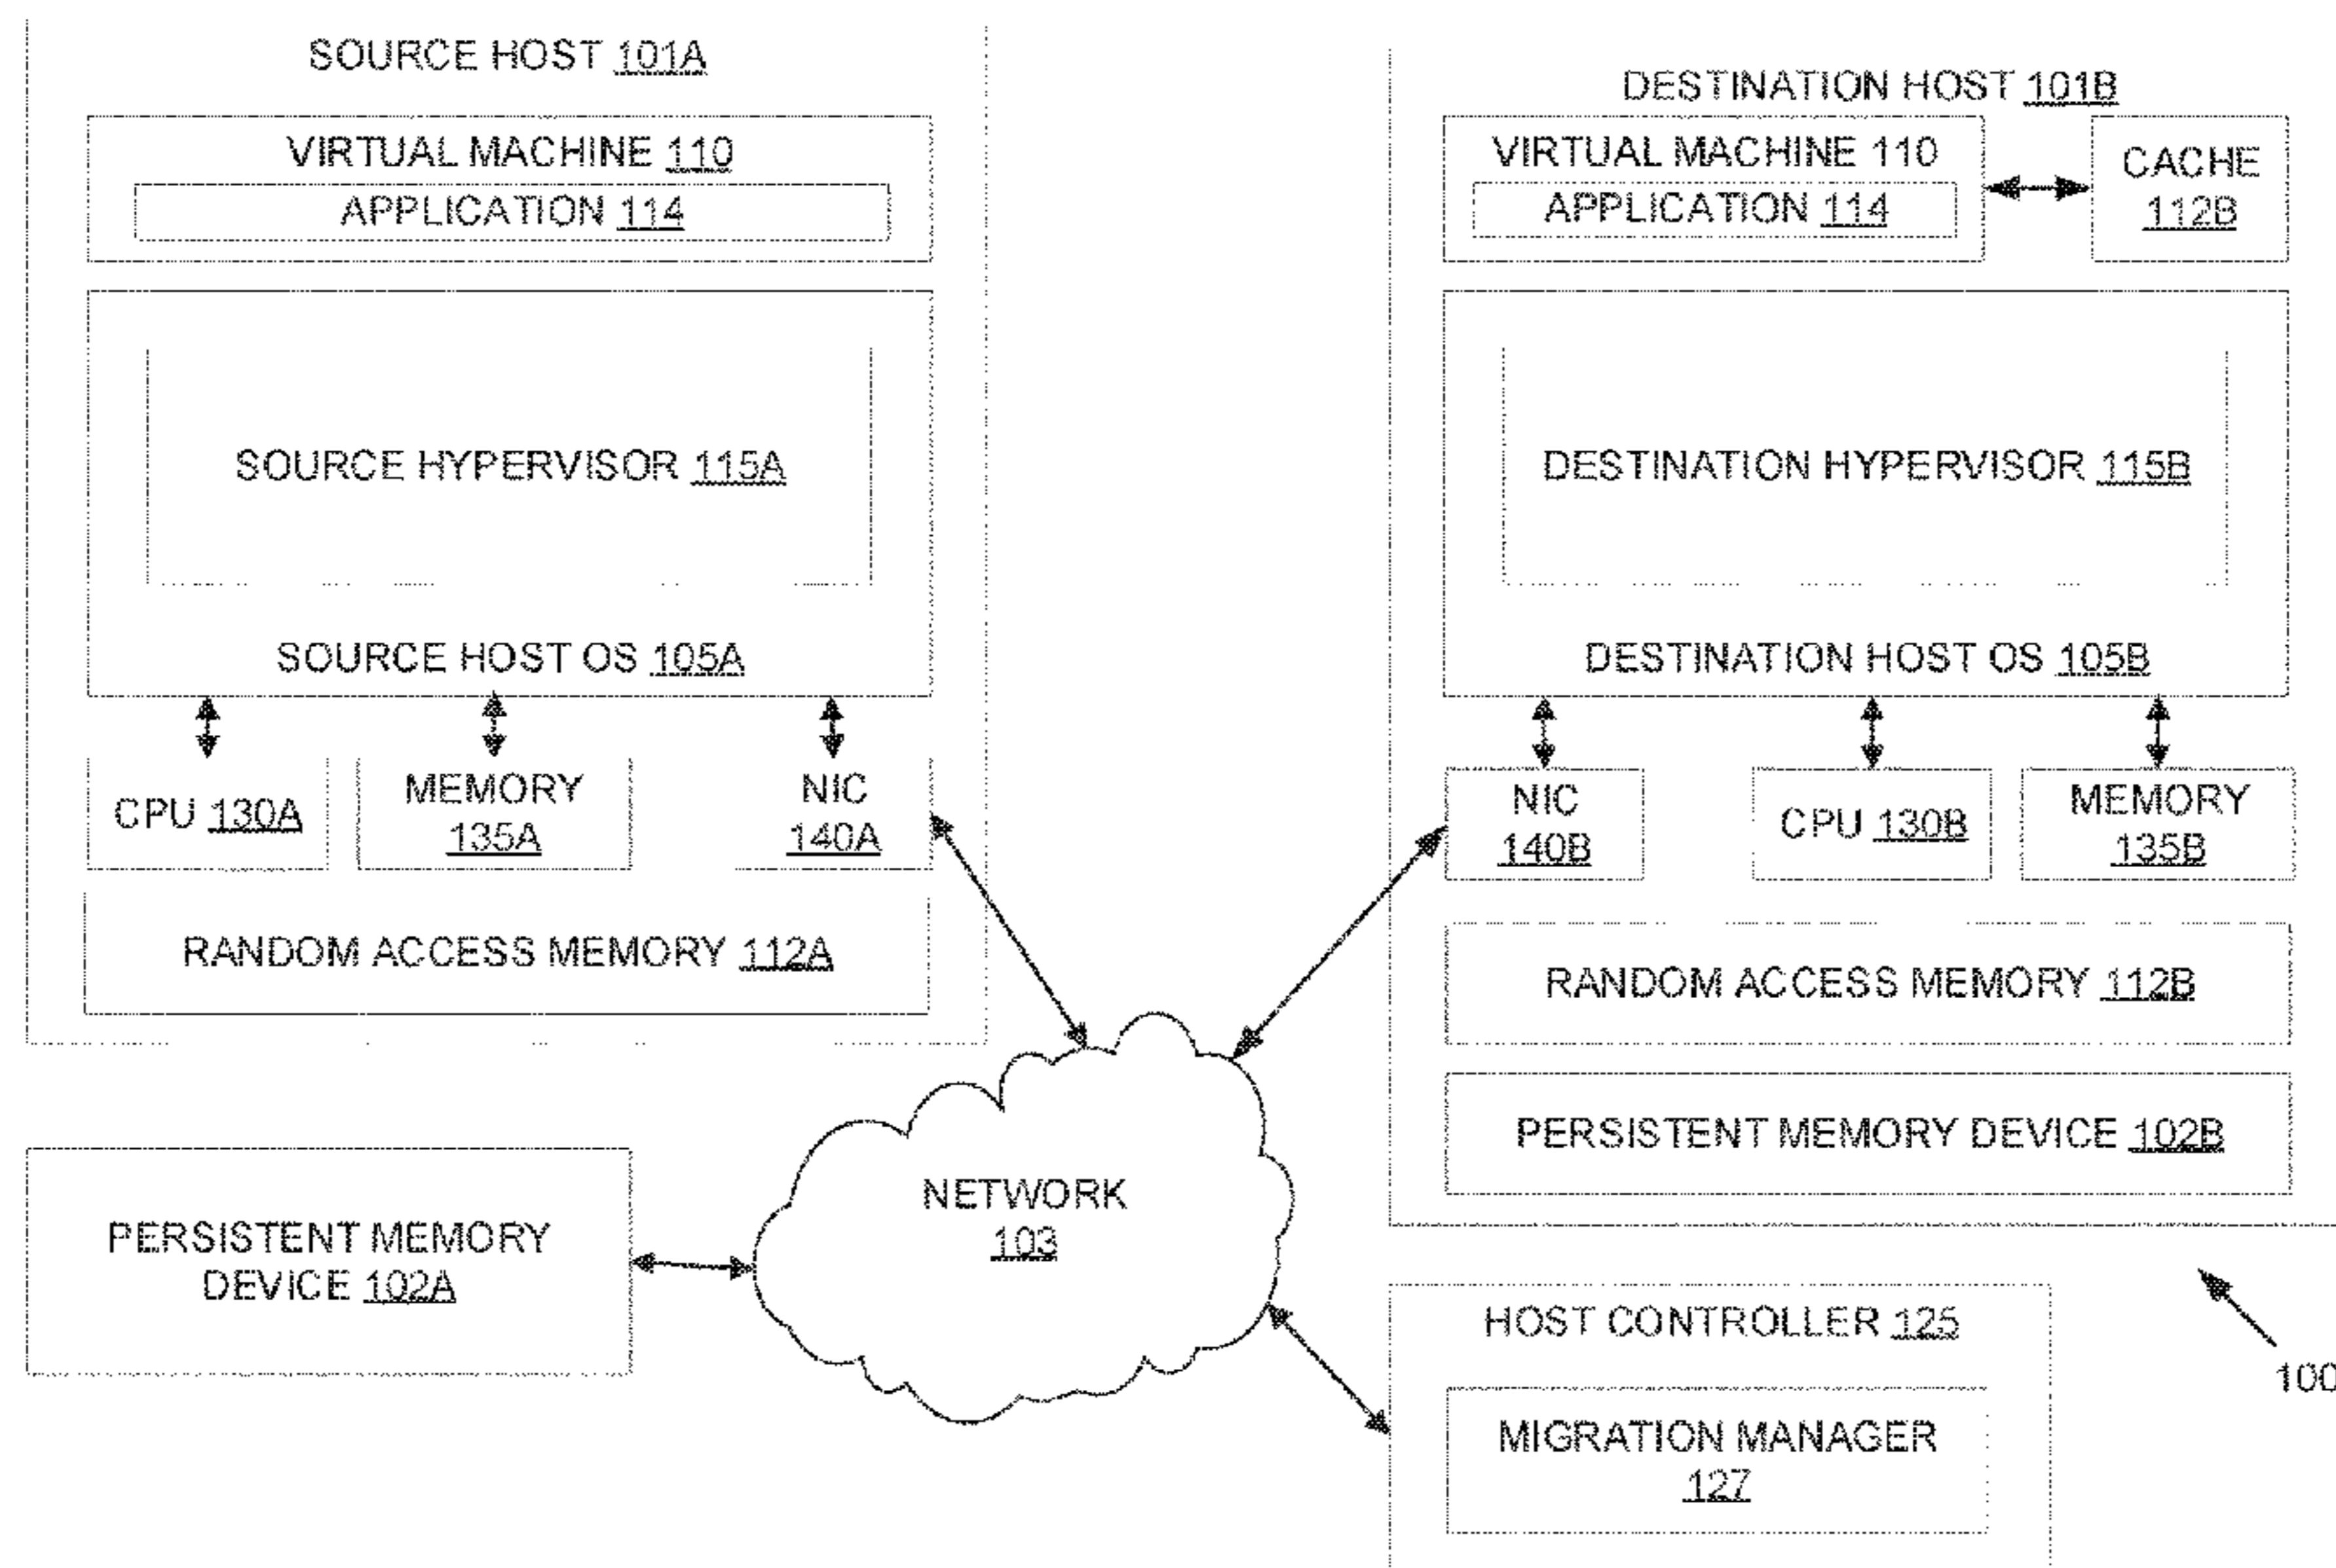 SOURCE HOST 101A
VIRTUAL MACHINE 110
APPLICATION 114
SOURCE HYPERVISOR 115A
SOURCE HOST OS 105A
CPU 130A
MEMORY
135A
NIC
140A
RANDOM ACCESS MEMORY 112A
PERSISTENT MEMORY
DEVICE 102A
NETWORK
103
DESTINATION HOST 101B
VIRTUAL MACHINE 110
APPLICATION 114
CACHE
112B
DESTINATION HYPERVISOR 115B
DESTINATION HOST OS 105B
NIC
140B
CPU 130B
MEMORY
135B
RANDOM ACCESS MEMORY 112B
PERSISTENT MEMORY DEVICE 102B
HOST CONTROLLER 125
MIGRATION MANAGER
127
100